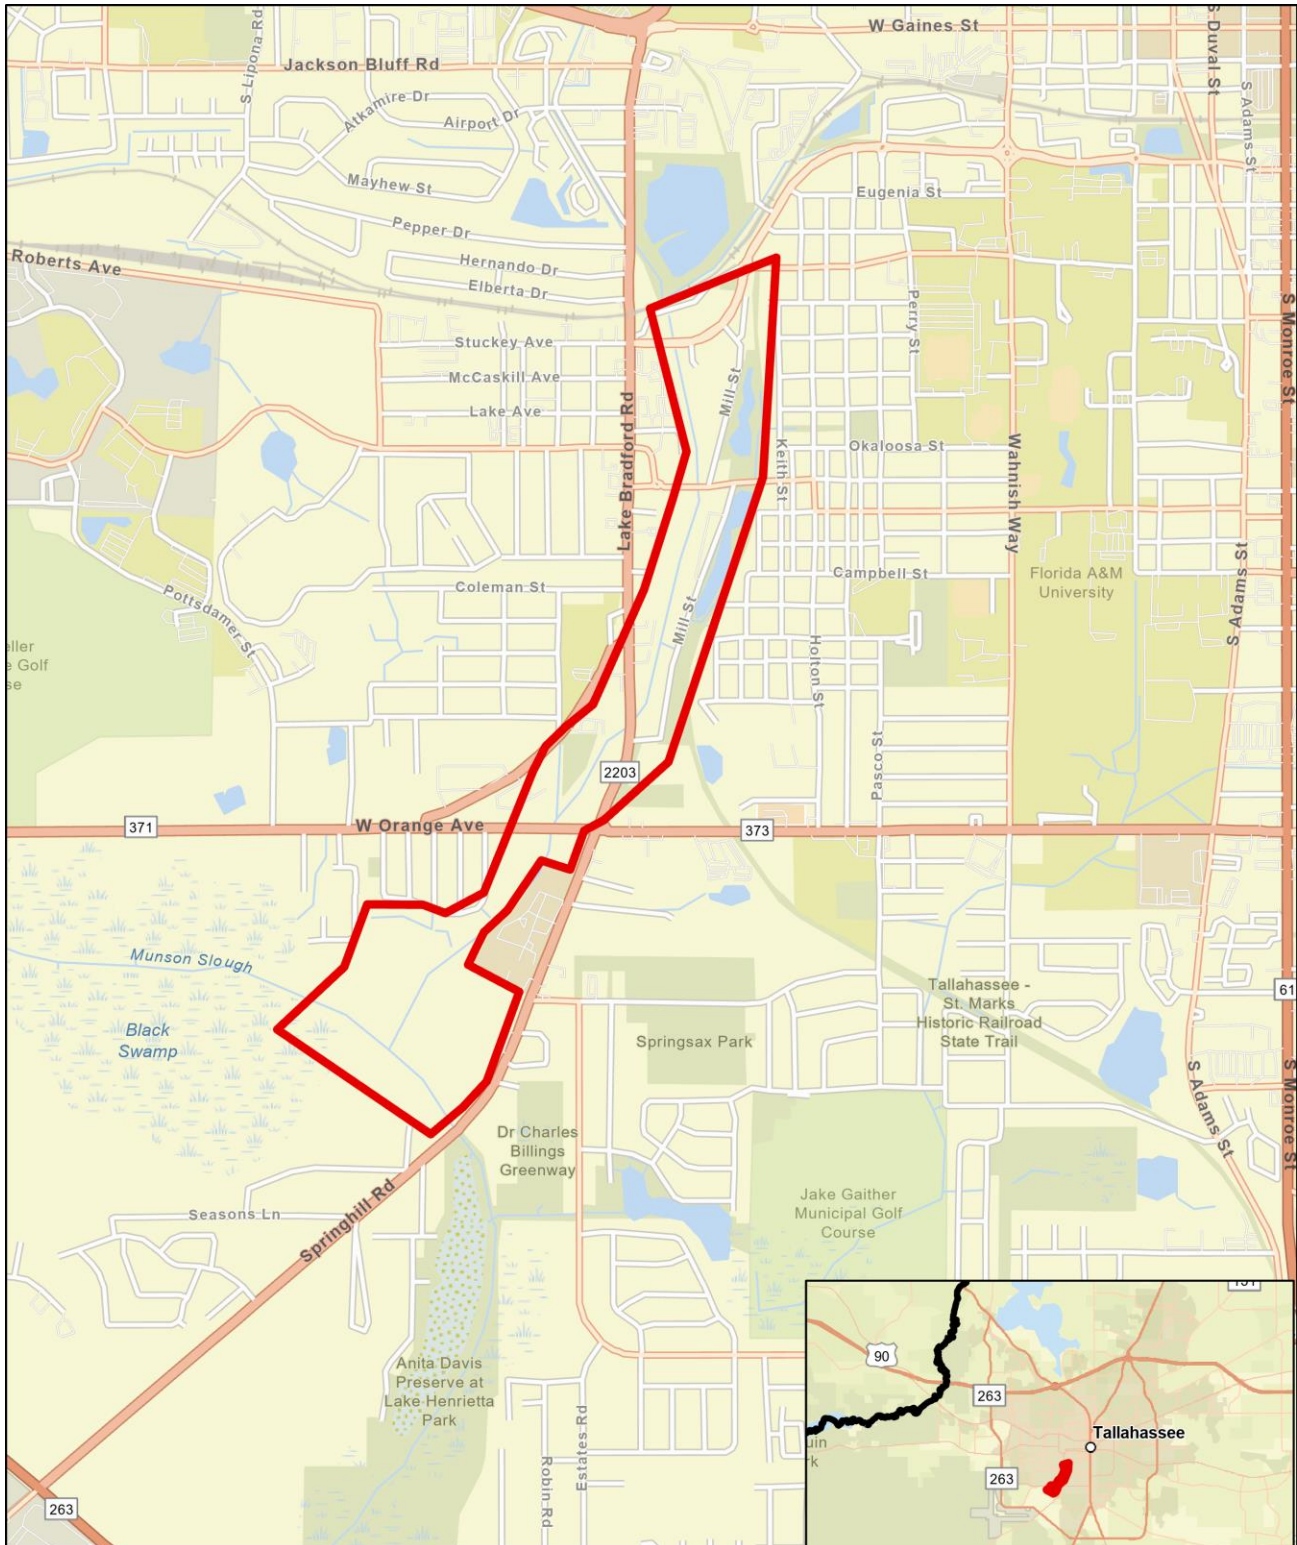 W Gaines St
S Duval St
S Lipona Rd
Jackson Bluff Rd
S Adams St
Atkamire Dr
Airport Dr
Mayhew St
Eugenia St
Pepper Dr
Roberts Ave
Hernando Dr
Elberta Dr
Perry St
S Monroe St
Stuckey Ave
McCaskill Ave
Mill St
Lake Ave
Lake Bradford Rd
Okaloosa St
Keith St
Wahnish Way
Coleman St
Campbell St
Florida A&M
University
Pottsdamer St
Mill St
S Adams St
eller
e Golf
se
Holton St
Pasco St
2203
371
W Orange Ave
373
Munson Slough
Black
Swamp
Tallahassee -
St. Marks
Historic Railroad
State Trail
61
Springsax Park
S Adams St
S Monroe St
Dr Charles
Billings
Greenway
Jake Gaither
Municipal Golf
Course
Seasons Ln
Springhill Rd
Anita Davis
Preserve at
Lake Henrietta
Park
Estates Rd
Robin Rd
263
90
263
Tallahassee
uin
rk
263